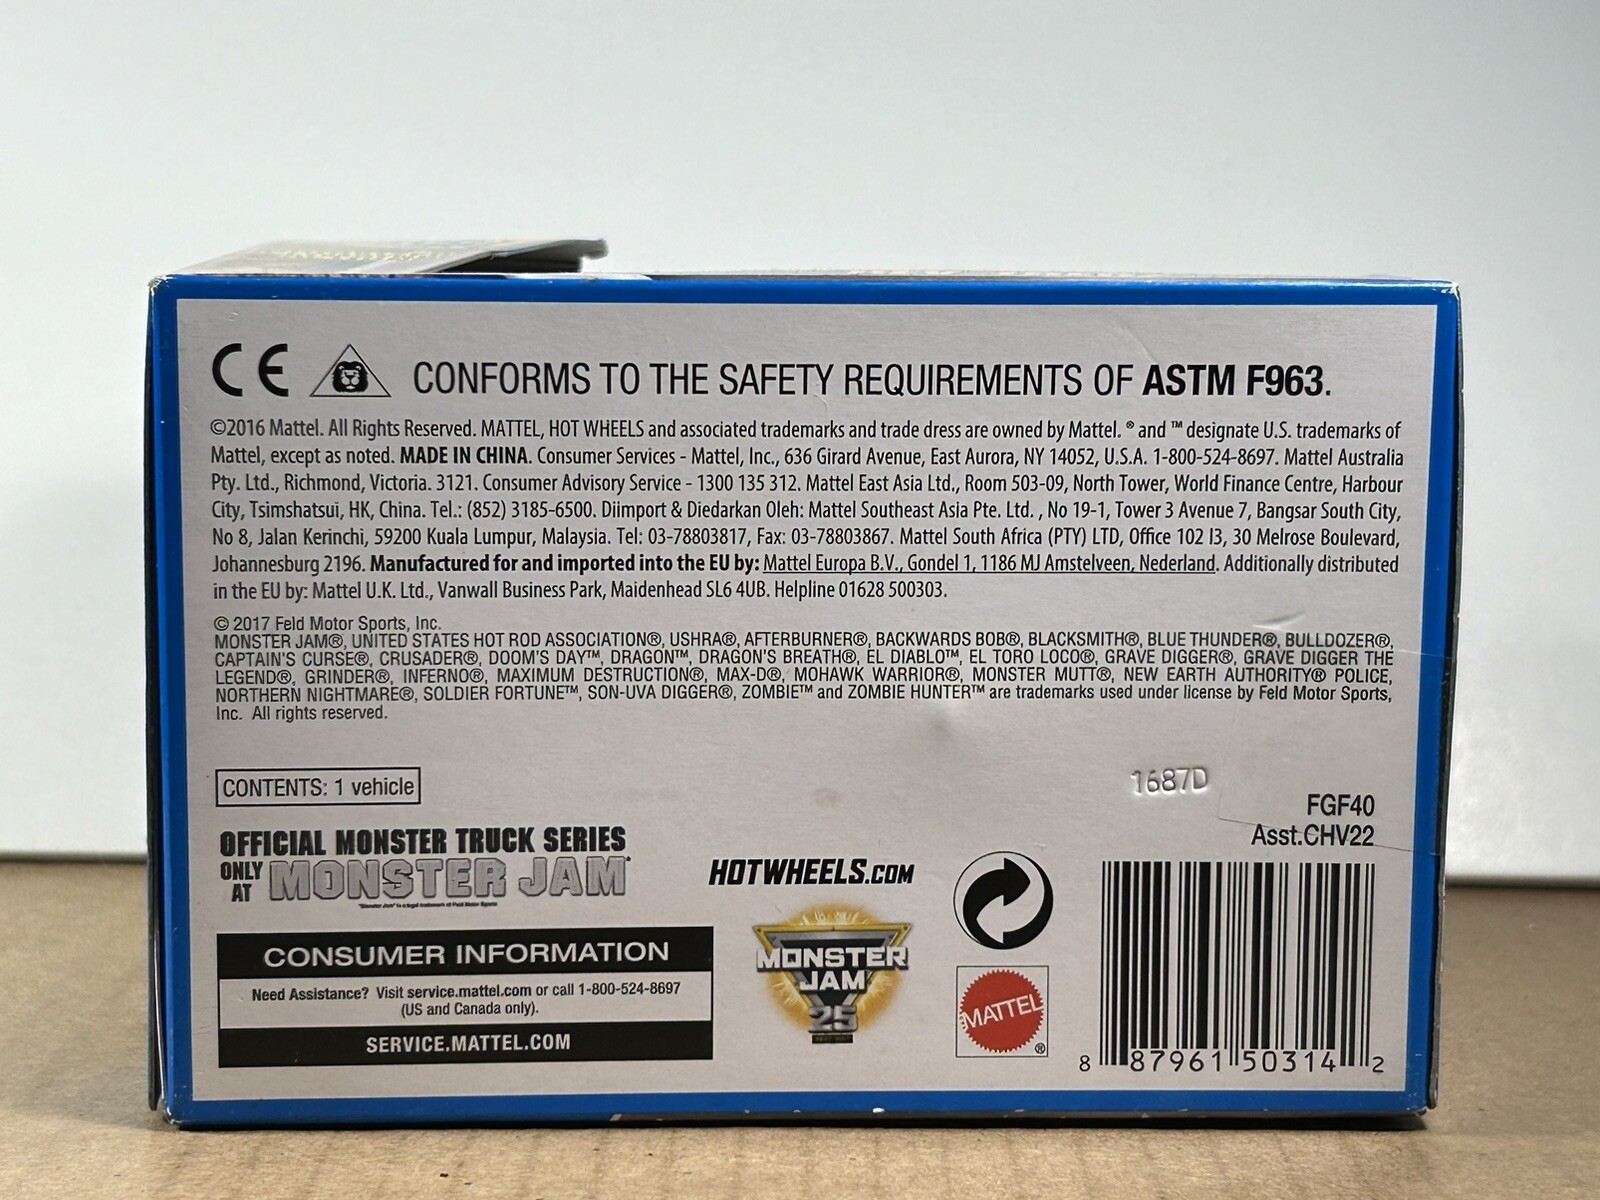 CE CONFORMS TO THE SAFETY REQUIREMENTS OF ASTM F963.
©2016 Mattel. All Rights Reserved. MATTEL, HOT WHEELS and associated trademarks and trade dress are owned by Mattel. ® and ™ designate U.S. trademarks of
Mattel, except as noted. MADE IN CHINA. Consumer Services - Mattel, Inc., 636 Girard Avenue, East Aurora, NY 14052, U.S.A. 1-800-524-8697. Mattel Australia
Pty. Ltd., Richmond, Victoria. 3121. Consumer Advisory Service - 1300 135 312. Mattel East Asia Ltd., Room 503-09, North Tower, World Finance Centre, Harbour
City, Tsimshatsui, HK, China. Tel.: (852) 3185-6500. Diimport & Diedarkan Oleh: Mattel Southeast Asia Pte. Ltd. , No 19-1, Tower 3 Avenue 7, Bangsar South City,
No 8, Jalan Kerinchi, 59200 Kuala Lumpur, Malaysia. Tel: 03-78803817, Fax: 03-78803867. Mattel South Africa (PTY) LTD, Office 102 I3, 30 Melrose Boulevard,
Johannesburg 2196. Manufactured for and imported into the EU by: Mattel Europa B.V., Gondel 1, 1186 MJ Amstelveen, Nederland. Additionally distributed
in the EU by: Mattel U.K. Ltd., Vanwall Business Park, Maidenhead SL6 4UB. Helpline 01628 500303.
© 2017 Feld Motor Sports, Inc.
MONSTER JAM®, UNITED STATES HOT ROD ASSOCIATION®, USHRA®, AFTERBURNER®, BACKWARDS BOB®, BLACKSMITH®, BLUE THUNDER®, BULLDOZER®,
CAPTAIN'S CURSE®, CRUSADER®, DOOM'S DAY™, DRAGON™, DRAGON'S BREATH®, EL DIABLO™, EL TORO LOCO®, GRAVE DIGGER®, GRAVE DIGGER THE
LEGEND®, GRINDER®, INFERNO®, MAXIMUM DESTRUCTION®, MAX-D®, MOHAWK WARRIOR®, MONSTER MUTT®, NEW EARTH AUTHORITY® POLICE,
NORTHERN NIGHTMARE®, SOLDIER FORTUNE™, SON-UVA DIGGER®, ZOMBIE™ and ZOMBIE HUNTER™ are trademarks used under license by Feld Motor Sports,
Inc. All rights reserved.
CONTENTS: 1 vehicle
1687D
FGF40
Asst.CHV22
OFFICIAL MONSTER TRUCK SERIES
ONLY AT MONSTER JAM
HOTWHEELS.COM
CONSUMER INFORMATION
Need Assistance? Visit service.mattel.com or call 1-800-524-8697
(US and Canada only).
SERVICE.MATTEL.COM
MONSTER
JAM
25
MATTEL
®
8 87961 50314 2